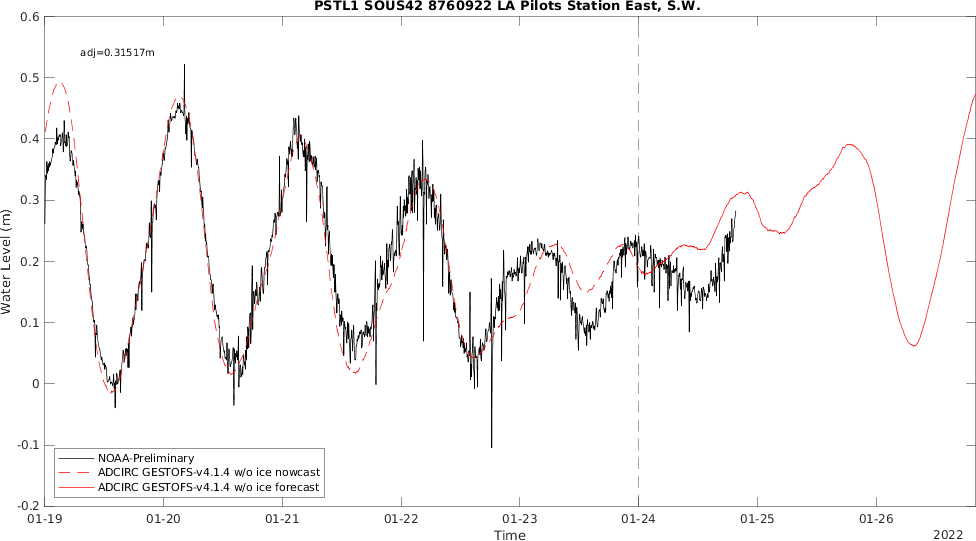 PSTL1 SOUS42 8760922 LA Pilots Station East, S.W.
0.6
adj=0.31517m
0.5
0.4
0.3
0.2
0.1
0
-0.1
-0.2
Water Level (m)
NOAA-Preliminary
ADCIRC GESTOFS-v4.1.4 w/o ice nowcast
ADCIRC GESTOFS-v4.1.4 w/o ice forecast
01-19 01-20 01-21 01-22 01-23 01-24 01-25 01-26
Time
2022